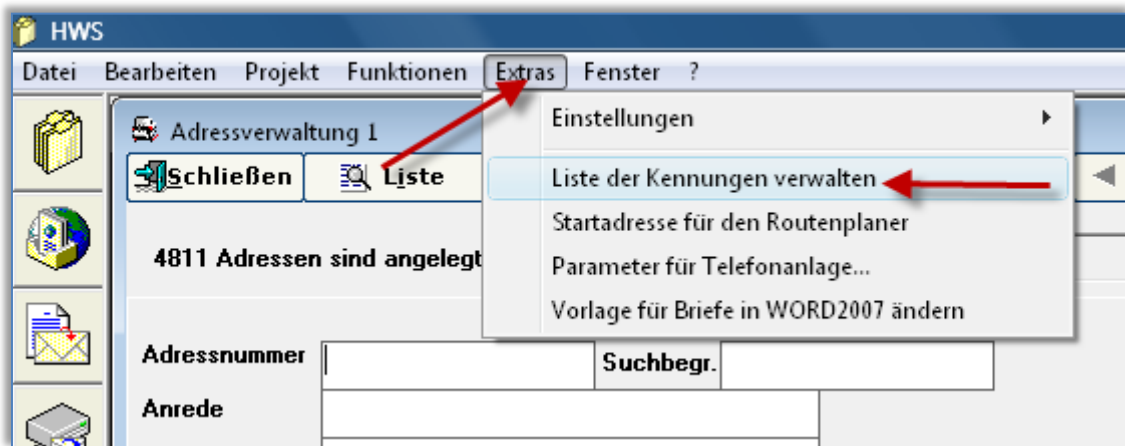 HWS
Datei Bearbeiten Projekt Funktionen Extras Fenster ?
Adressverwaltung 1
Schließen Liste
Einstellungen
Liste der Kennungen verwalten
Startadresse für den Routenplaner
Parameter für Telefonanlage...
Vorlage für Briefe in WORD2007 ändern
4811 Adressen sind angelegt
Adressnummer Suchbegr.
Anrede